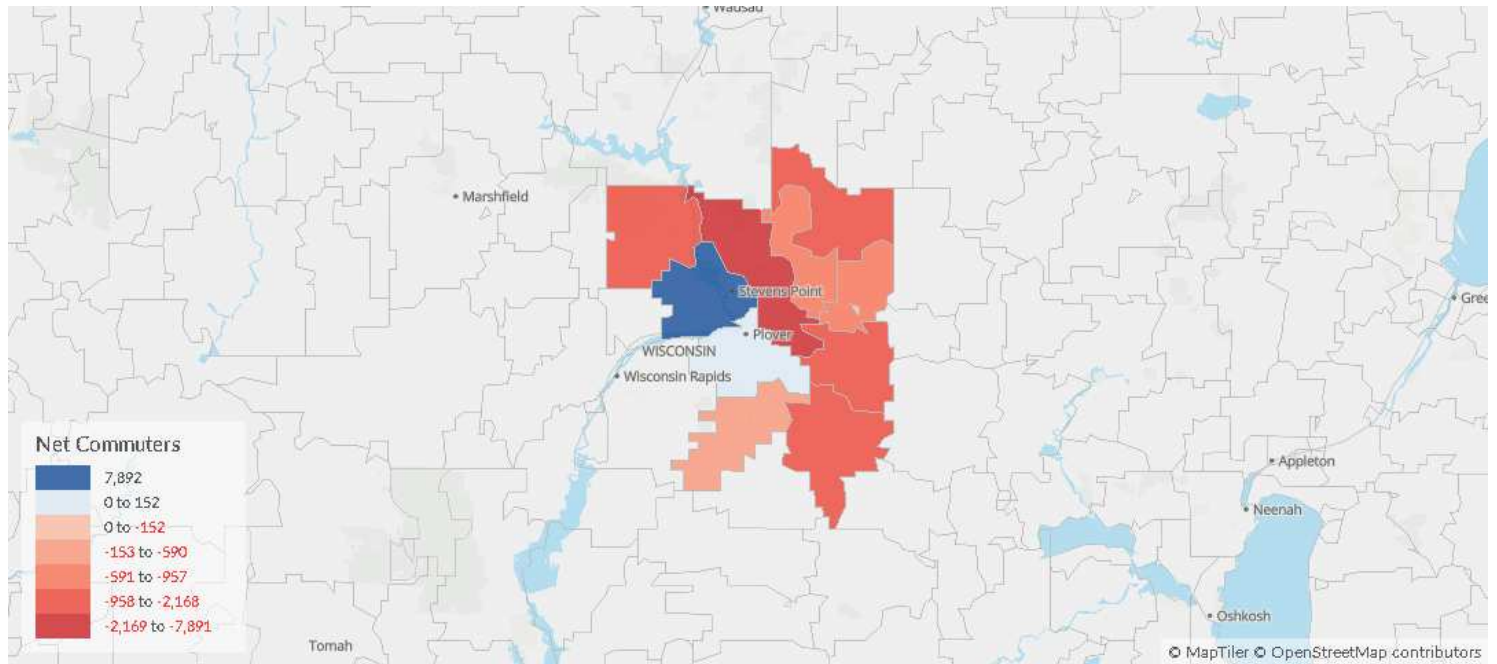 Wausau
Marshfield
Stevens Point
Gree
Plover
WISCONSIN
Wisconsin Rapids
Net Commuters
7,892
0 to 152
0 to -152
-153 to -590
-591 to -957
-958 to -2,168
-2,169 to -7,891
Appleton
Neenah
Oshkosh
Tomah
© MapTiler © OpenStreetMap contributors